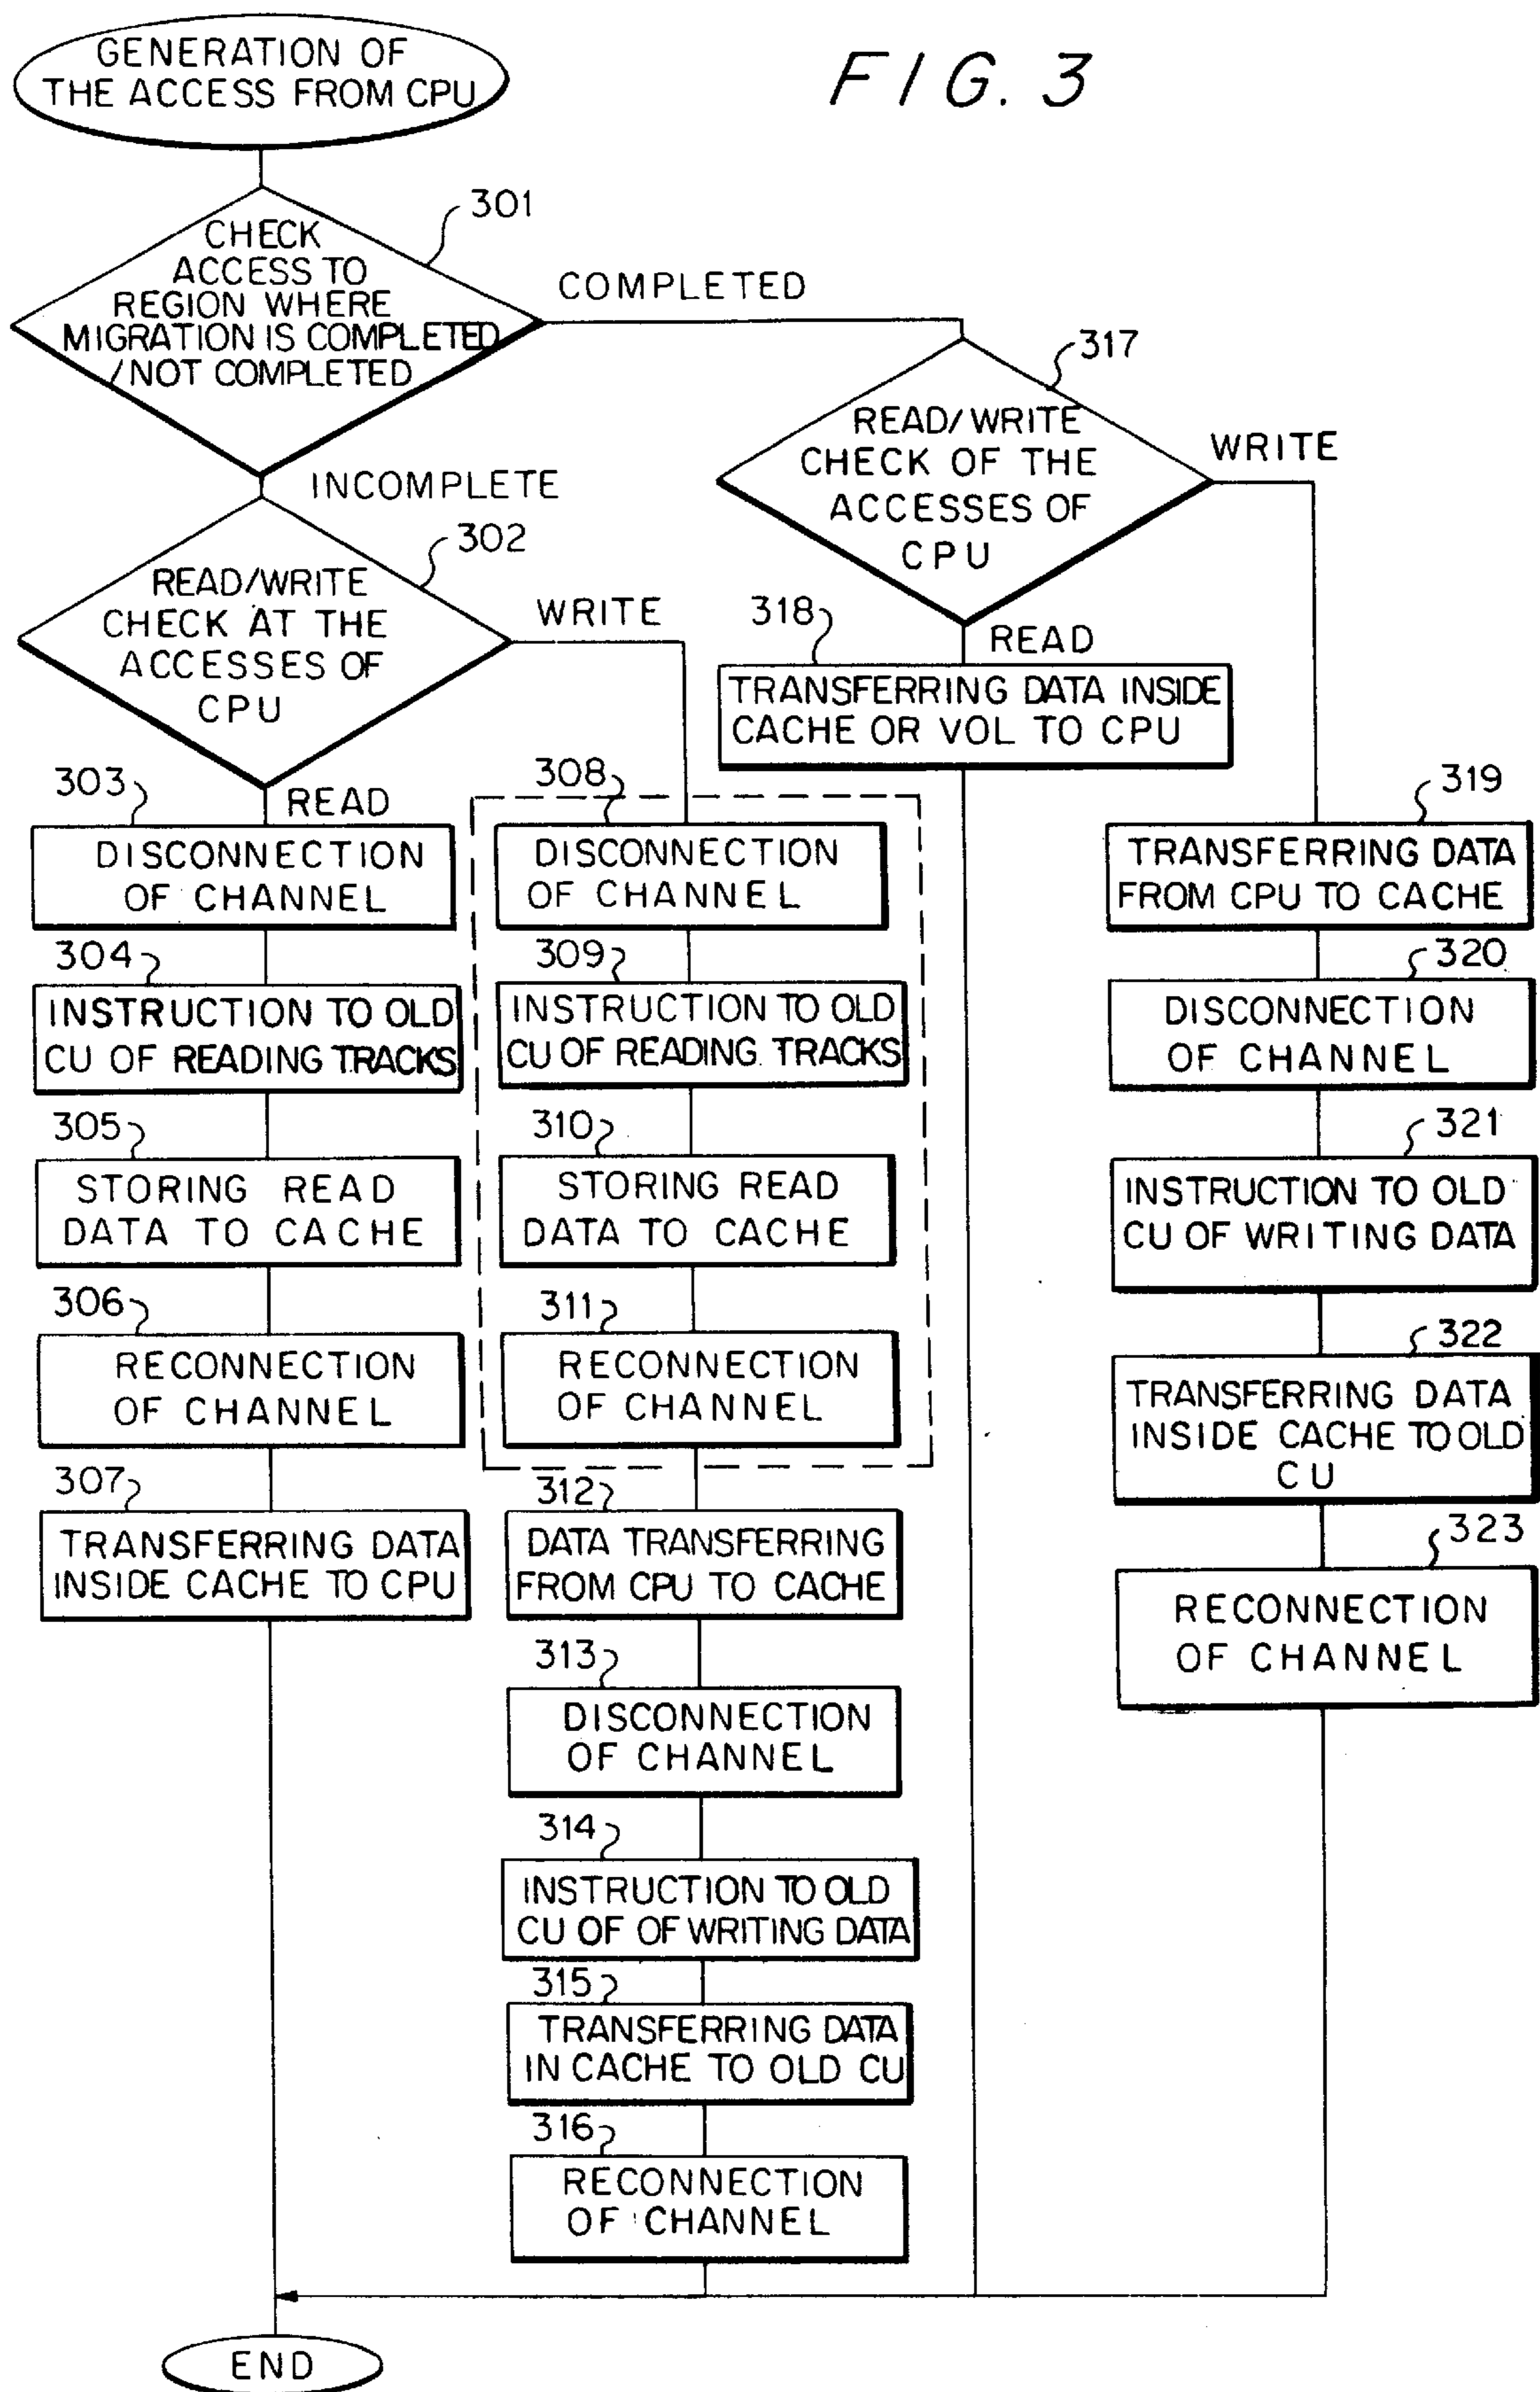 GENERATION OF
THE ACCESS FROM CPU
FIG. 3
301
CHECK
ACCESS TO
REGION WHERE
MIGRATION IS COMPLETED
/NOT COMPLETED
COMPLETED
INCOMPLETE
317
READ/WRITE
CHECK OF THE
ACCESSES OF
CPU
WRITE
READ
302
READ/WRITE
CHECK AT THE
ACCESSES OF
CPU
WRITE
READ
303
DISCONNECTION
OF CHANNEL
304
INSTRUCTION TO OLD
CU OF READING TRACKS
305
STORING READ
DATA TO CACHE
306
RECONNECTION
OF CHANNEL
307
TRANSFERRING DATA
INSIDE CACHE TO CPU
308
DISCONNECTION
OF CHANNEL
309
INSTRUCTION TO OLD
CU OF READING TRACKS
310
STORING READ
DATA TO CACHE
311
RECONNECTION
OF CHANNEL
312
DATA TRANSFERRING
FROM CPU TO CACHE
313
DISCONNECTION
OF CHANNEL
314
INSTRUCTION TO OLD
CU OF OF WRITING DATA
315
TRANSFERRING DATA
IN CACHE TO OLD CU
316
RECONNECTION
OF CHANNEL
318
TRANSFERRING DATA INSIDE
CACHE OR VOL TO CPU
319
TRANSFERRING DATA
FROM CPU TO CACHE
320
DISCONNECTION
OF CHANNEL
321
INSTRUCTION TO OLD
CU OF WRITING DATA
322
TRANSFERRING DATA
INSIDE CACHE TO OLD
CU
323
RECONNECTION
OF CHANNEL
END